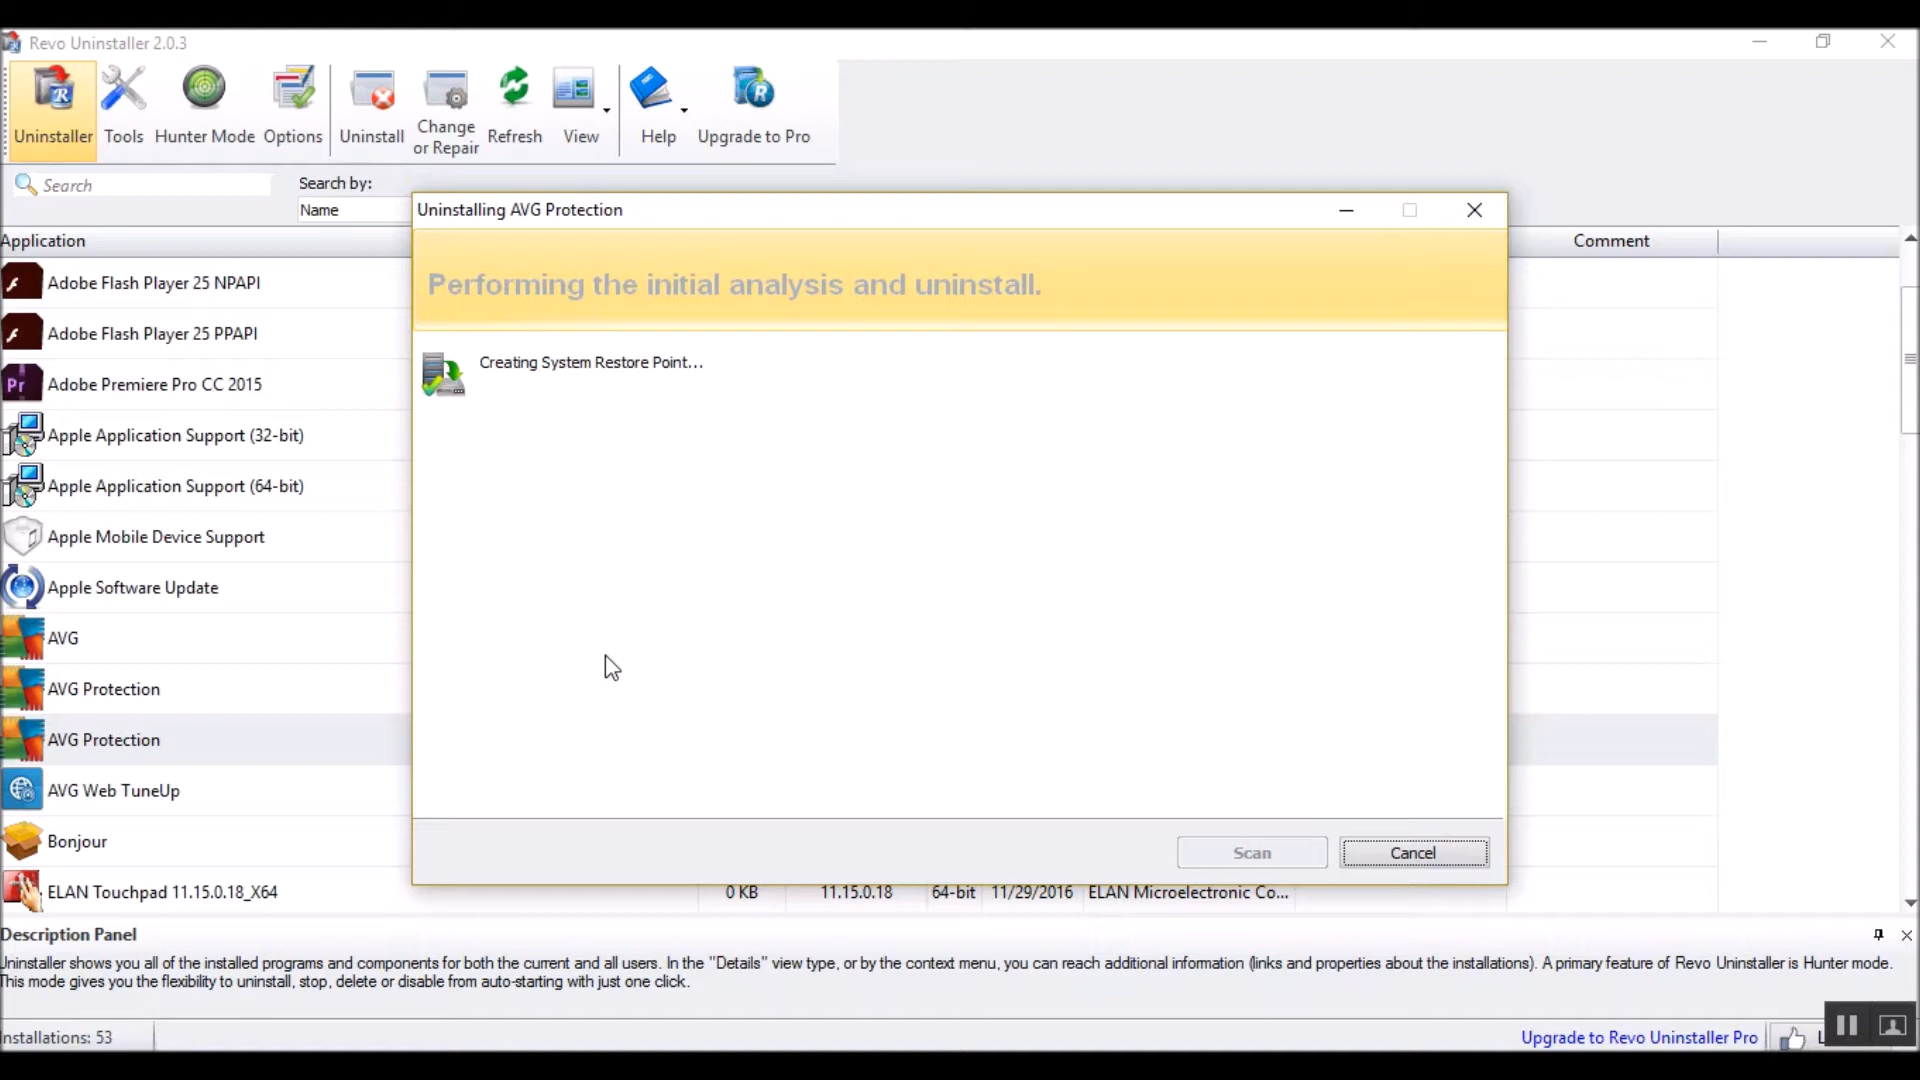 Revo Uninstaller 2.0.3
Uninstaller
Tools
Hunter Mode
Options
Uninstall
Change
or Repair
Refresh
View
Help
Upgrade to Pro
Search
Search by:
Name
Uninstalling AVG Protection
Application
Comment
Performing the initial analysis and uninstall.
Creating System Restore Point...
Adobe Flash Player 25 NPAPI
Adobe Flash Player 25 PPAPI
Pr
Adobe Premiere Pro CC 2015
Apple Application Support (32-bit)
Apple Application Support (64-bit)
Apple Mobile Device Support
Apple Software Update
AVG
AVG Protection
AVG Protection
AVG Web TuneUp
Bonjour
Scan
Cancel
ELAN Touchpad 11.15.0.18_X64 0 KB 11.15.0.18 64-bit 11/29/2016 ELAN Microelectronic Co...
Description Panel
Uninstaller shows you all of the installed programs and components for both the current and all users. In the "Details" view type, or by the context menu, you can reach additional information (links and properties about the installations). A primary feature of Revo Uninstaller is Hunter mode.
This mode gives you the flexibility to uninstall, stop, delete or disable from auto-starting with just one click.
Installations: 53
Upgrade to Revo Uninstaller Pro